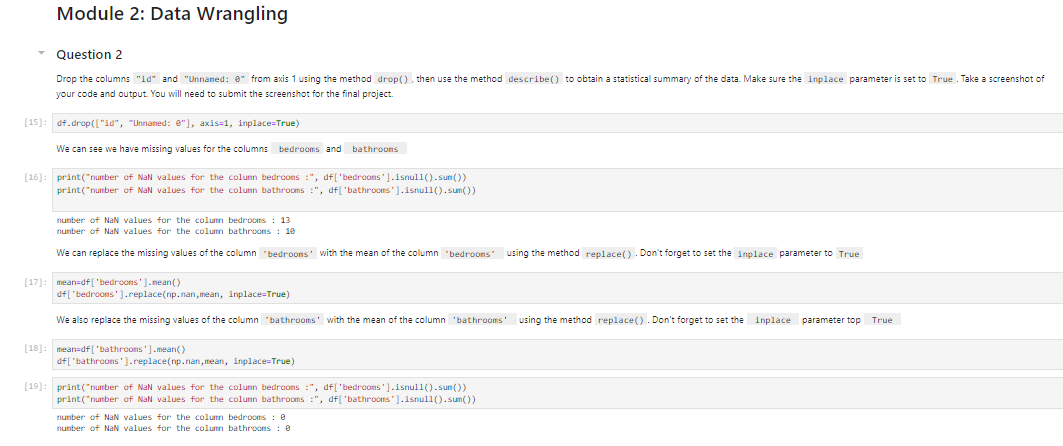 Module 2: Data Wrangling
Question 2
Drop the columns "id" and "Unnamed: 0" from axis 1 using the method drop(), then use the method describe() to obtain a statistical summary of the data. Make sure the inplace parameter is set to True. Take a screenshot of
your code and output. You will need to submit the screenshot for the final project.
[15]: df.drop(["id", "Unnamed: 0"], axis=1, inplace=True)
We can see we have missing values for the columns bedrooms and bathrooms
[16]: print("number of NaN values for the column bedrooms :", df['bedrooms'].isnull().sum())
print("number of NaN values for the column bathrooms :", df['bathrooms'].isnull().sum())
number of NaN values for the column bedrooms : 13
number of NaN values for the column bathrooms : 10
We can replace the missing values of the column 'bedrooms' with the mean of the column 'bedrooms' using the method replace(). Don't forget to set the inplace parameter to True
[17]: mean=df['bedrooms'].mean()
df['bedrooms'].replace(np.nan,mean, inplace=True)
We also replace the missing values of the column 'bathrooms' with the mean of the column 'bathrooms' using the method replace(). Don't forget to set the inplace parameter top True
[18]: mean=df['bathrooms'].mean()
df['bathrooms'].replace(np.nan,mean, inplace=True)
[19]: print("number of NaN values for the column bedrooms :", df['bedrooms'].isnull().sum())
print("number of NaN values for the column bathrooms :", df['bathrooms'].isnull().sum())
number of NaN values for the column bedrooms : 0
number of NaN values for the column bathrooms : 0